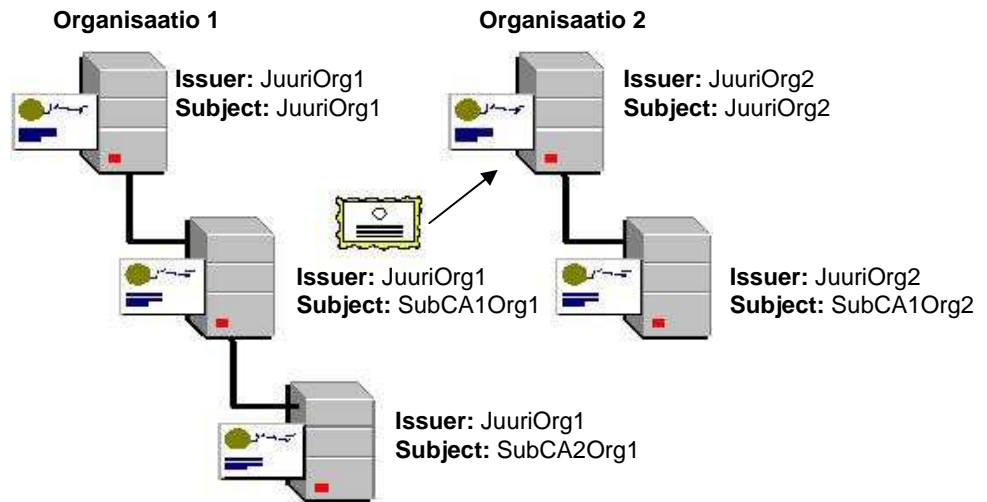 Organisaatio 1
Organisaatio 2
Issuer: JuuriOrg1
Subject: JuuriOrg1
Issuer: JuuriOrg2
Subject: JuuriOrg2
Issuer: JuuriOrg1
Subject: SubCA1Org1
Issuer: JuuriOrg2
Subject: SubCA1Org2
Issuer: JuuriOrg1
Subject: SubCA2Org1